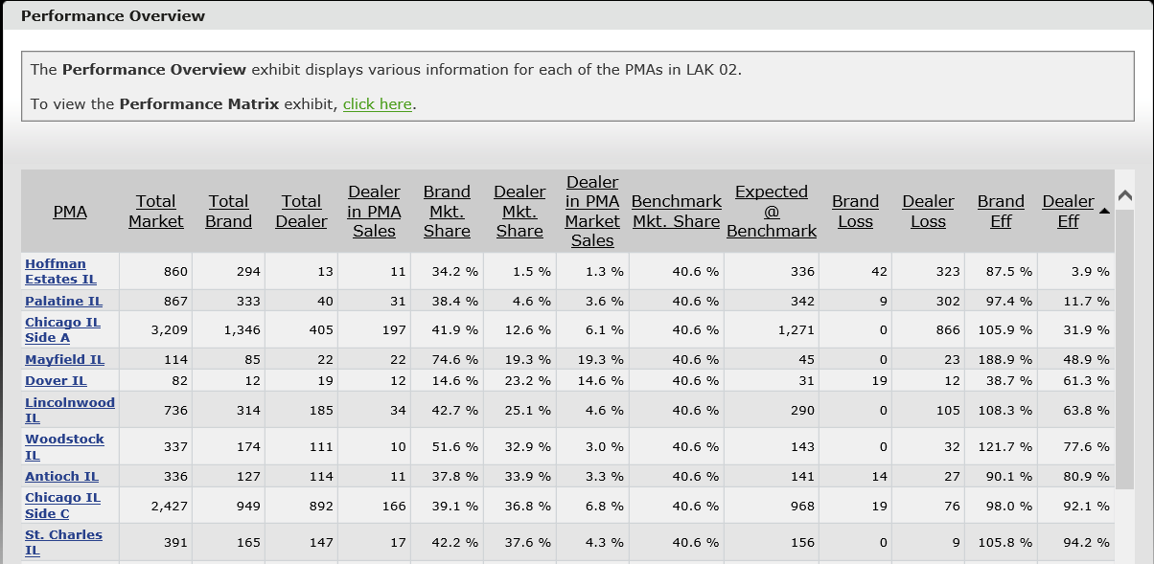 Performance Overview
The Performance Overview exhibit displays various information for each of the PMAs in LAK 02.
To view the Performance Matrix exhibit, click here.
PMA Total Market Total Brand Total Dealer Dealer in PMA Sales Brand Mkt. Share Dealer Mkt. Share Dealer in PMA Market Sales Benchmark Mkt. Share Expected @ Benchmark Brand Loss Dealer Loss Brand Eff Dealer Eff
Hoffman Estates IL 860 294 13 11 34.2 % 1.5 % 1.3 % 40.6 % 336 42 323 87.5 % 3.9 %
Palatine IL 867 333 40 31 38.4 % 4.6 % 3.6 % 40.6 % 342 9 302 97.4 % 11.7 %
Chicago IL Side A 3,209 1,346 405 197 41.9 % 12.6 % 6.1 % 40.6 % 1,271 0 866 105.9 % 31.9 %
Mayfield IL 114 85 22 22 74.6 % 19.3 % 19.3 % 40.6 % 45 0 23 188.9 % 48.9 %
Dover IL 82 12 19 12 14.6 % 23.2 % 14.6 % 40.6 % 31 19 12 38.7 % 61.3 %
Lincolnwood IL 736 314 185 34 42.7 % 25.1 % 4.6 % 40.6 % 290 0 105 108.3 % 63.8 %
Woodstock IL 337 174 111 10 51.6 % 32.9 % 3.0 % 40.6 % 143 0 32 121.7 % 77.6 %
Antioch IL 336 127 114 11 37.8 % 33.9 % 3.3 % 40.6 % 141 14 27 90.1 % 80.9 %
Chicago IL Side C 2,427 949 892 166 39.1 % 36.8 % 6.8 % 40.6 % 968 19 76 98.0 % 92.1 %
St. Charles IL 391 165 147 17 42.2 % 37.6 % 4.3 % 40.6 % 156 0 9 105.8 % 94.2 %